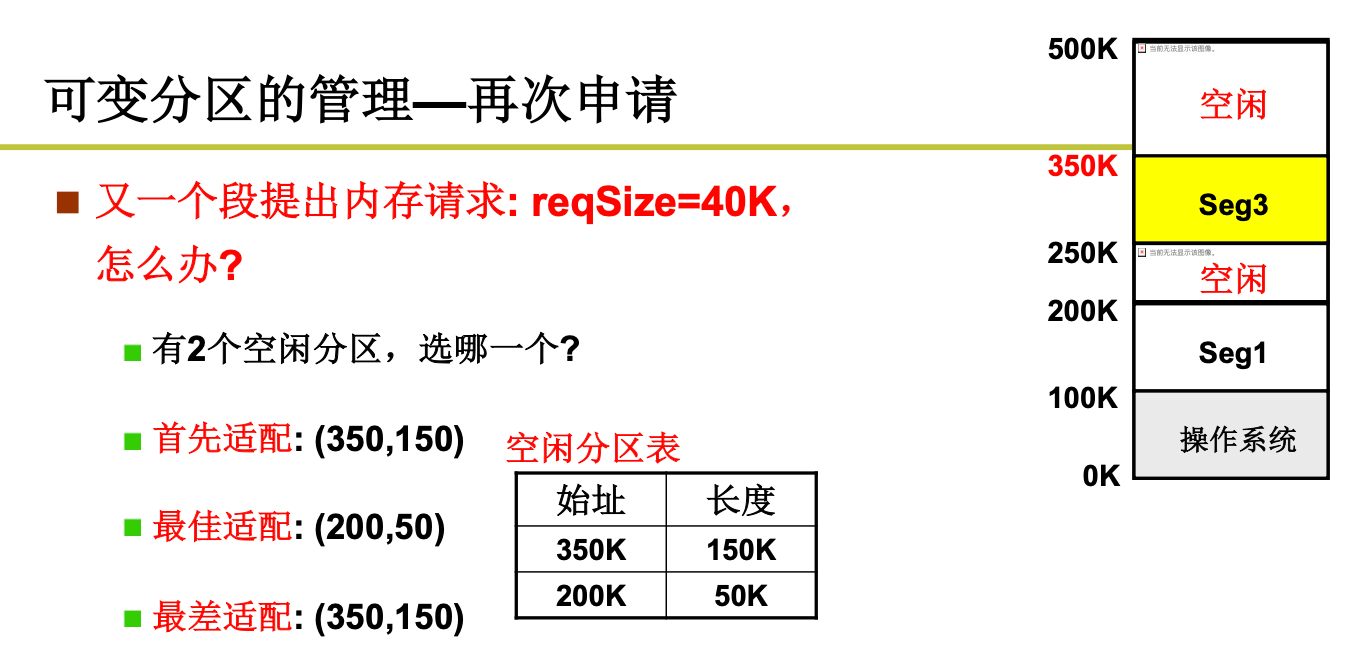 可变分区的管理—再次申请
又一个段提出内存请求: reqSize=40K,
怎么办?
有2个空闲分区，选哪一个?
首先适配: (350,150)
最佳适配: (200,50)
最差适配: (350,150)
空闲分区表
始址 长度
350K 150K
200K 50K
500K
当前无法显示该图像。
空闲
350K
Seg3
250K
当前无法显示该图像。
空闲
200K
Seg1
100K
操作系统
0K